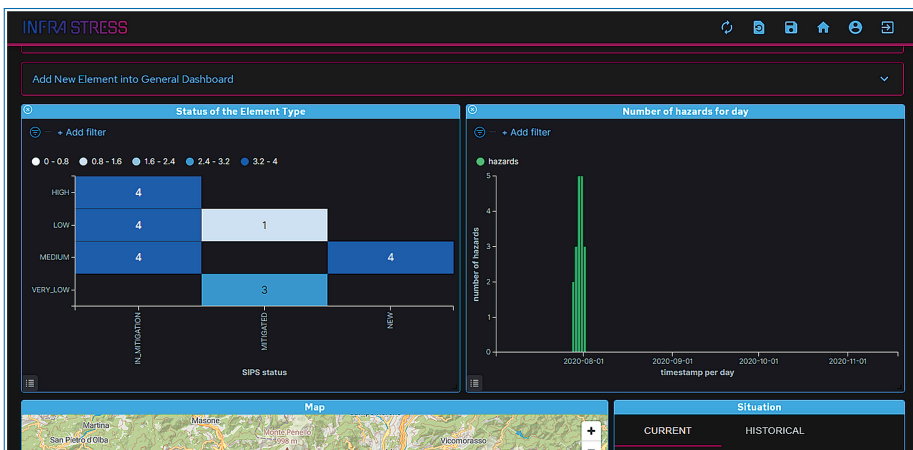 INFRA STRESS
Add New Element into General Dashboard
Status of the Element Type
+ Add filter
0 - 0.8 0.8 - 1.6 1.6 - 2.4 2.4 - 3.2 3.2 - 4
HIGH 4
LOW 4 1
MEDIUM 4 4
VERY_LOW 3
IN_MITIGATION MITIGATED NEW
SIPS status
Number of hazards for day
+ Add filter
hazards
number of hazards
5
4
3
2
1
0
2020-08-01 2020-09-01 2020-10-01 2020-11-01
timestamp per day
Map
Martina
Masone
San Pietro d'Olba
Monte Penello
998 m
Vicomorasso
+
Situation
CURRENT HISTORICAL